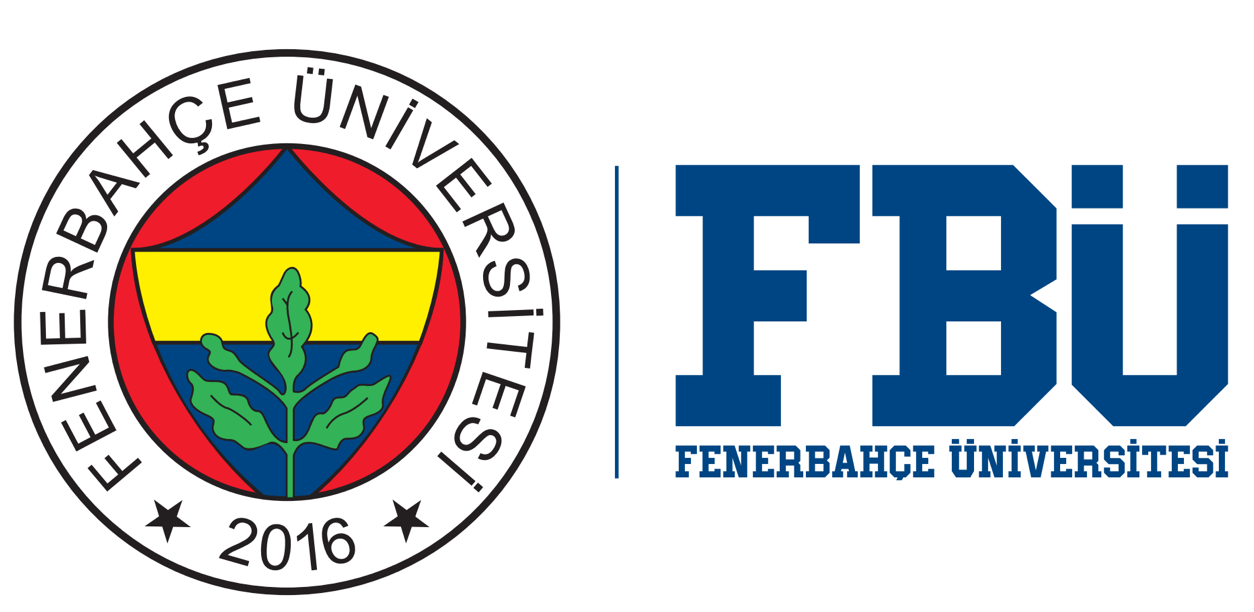 FENERBAHÇE ÜNİVERSİTESİ
2016
FBÜ
FENERBAHÇE ÜNİVERSİTESİ